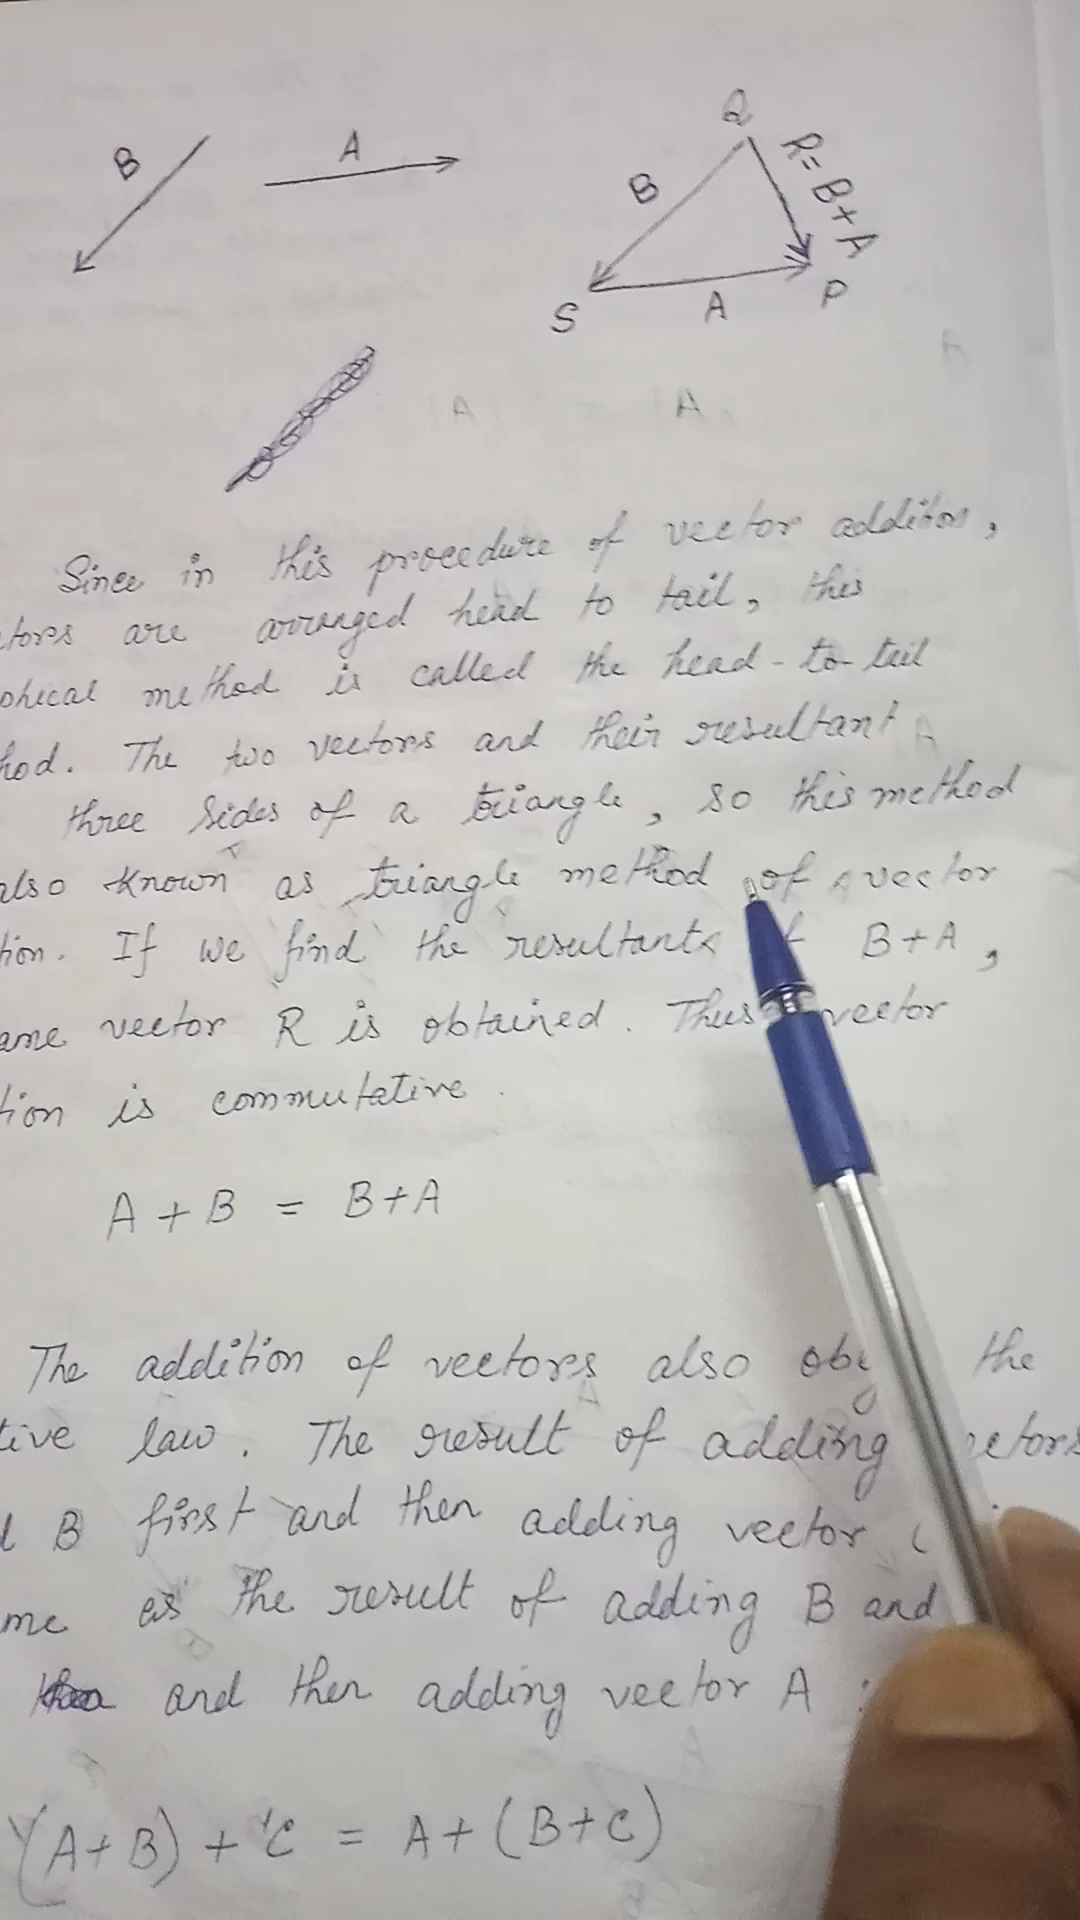 B
A
Q
B
R = B + A
S
A
P
Since in this procedure of vector addition,
tors are arranged head to tail, this
phical method is called the head-to-tail
hod. The two vectors and their resultant
three sides of a triangle, so this method
also known as triangle method of vector
tion. If we find the resultant B+A,
ame vector R is obtained. Thus vector
tion is commutative.
A + B = B+A
The addition of vectors also the
tive law. The result of adding
B first and then adding vector
me as the result of adding B and
and then adding vector A :
(A+B) + C = A+ (B+C)